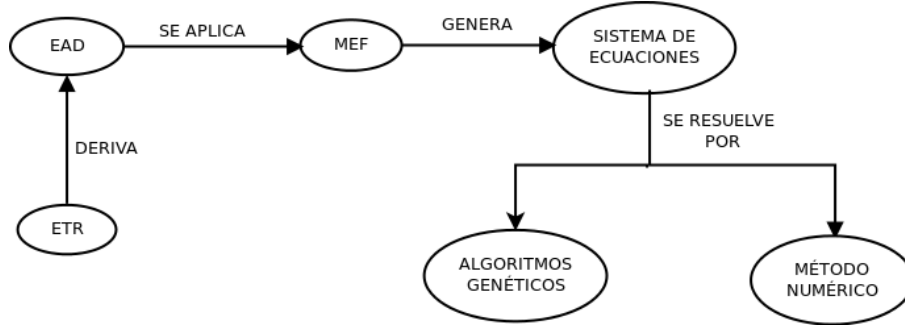 EAD
SE APLICA
MEF
GENERA
SISTEMA DE
ECUACIONES
DERIVA
SE RESUELVE
POR
ETR
ALGORITMOS
GENÉTICOS
MÉTODO
NUMÉRICO